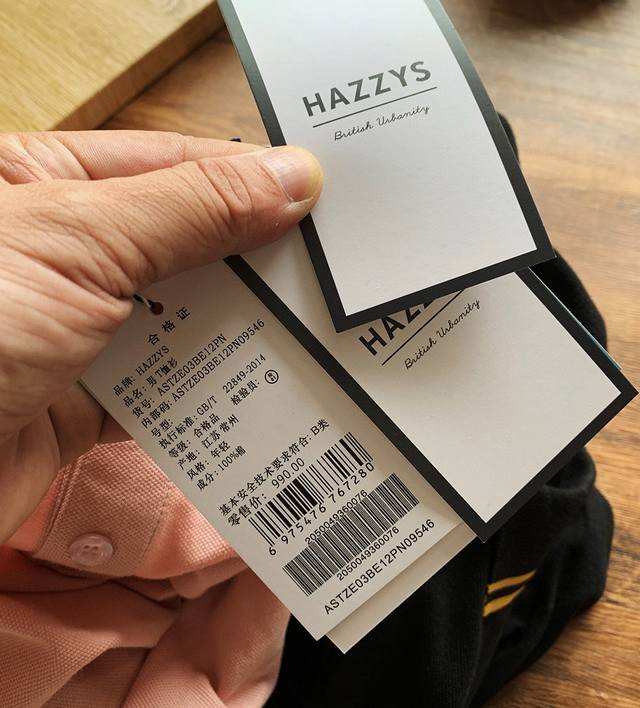 HAZZYS
British Urbanity
HAZZ
British Urbanity
合格证
品牌: HAZZYS
品名: 男T恤衫
货号: ASTZE03BE12PN
内部码: ASTZE03BE12PN09546
号型:
执行标准: GB/T 22849-2014
等级: 合格品 检验员:
产地: 江苏 常州
风格: 年轻
成分: 100%棉
基本安全技术要求符合: B类
零售价: 990.00
6 975476 767280
2050049360076
2050049360076
ASTZE03BE12PN09546